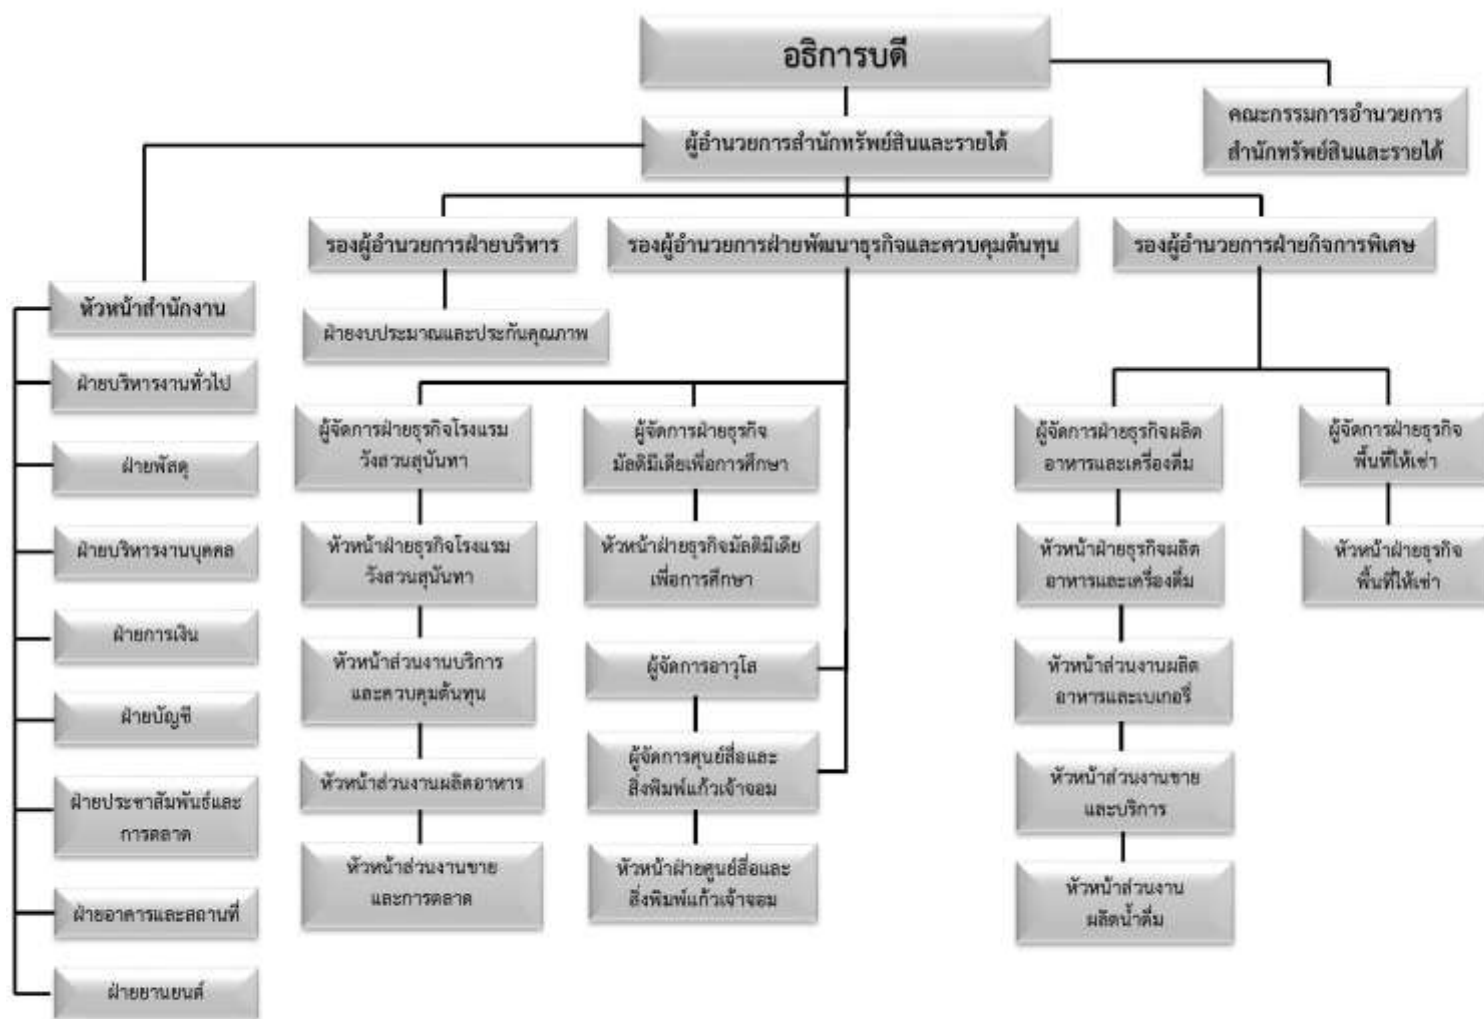 อธิการบดี
คณะกรรมการอำนวยการ
สำนักทรัพย์สินและรายได้
ผู้อำนวยการสำนักทรัพย์สินและรายได้
รองผู้อำนวยการฝ่ายบริหาร
รองผู้อำนวยการฝ่ายพัฒนาธุรกิจและควบคุมต้นทุน
รองผู้อำนวยการฝ่ายกิจการพิเศษ
หัวหน้าสำนักงาน
ฝ่ายบริหารงานทั่วไป
ฝ่ายพัสดุ
ฝ่ายบริหารงานบุคคล
ฝ่ายการเงิน
ฝ่ายบัญชี
ฝ่ายประชาสัมพันธ์และ
การตลาด
ฝ่ายอาคารและสถานที่
ฝ่ายยานยนต์
ฝ่ายงบประมาณและประกันคุณภาพ
ผู้จัดการฝ่ายธุรกิจโรงแรม
วังสวนสุนันทา
หัวหน้าฝ่ายธุรกิจโรงแรม
วังสวนสุนันทา
หัวหน้าส่วนงานบริการ
และควบคุมต้นทุน
หัวหน้าส่วนงานผลิตอาหาร
หัวหน้าส่วนงานขาย
และการตลาด
ผู้จัดการฝ่ายธุรกิจ
มัลติมีเดียเพื่อการศึกษา
หัวหน้าฝ่ายธุรกิจมัลติมีเดีย
เพื่อการศึกษา
ผู้จัดการอาวุโส
ผู้จัดการศูนย์สื่อและ
สิ่งพิมพ์แก้วเจ้าจอม
หัวหน้าฝ่ายศูนย์สื่อและ
สิ่งพิมพ์แก้วเจ้าจอม
ผู้จัดการฝ่ายธุรกิจผลิต
อาหารและเครื่องดื่ม
หัวหน้าฝ่ายธุรกิจผลิต
อาหารและเครื่องดื่ม
หัวหน้าส่วนงานผลิต
อาหารและเบเกอรี่
หัวหน้าส่วนงานขาย
และบริการ
หัวหน้าส่วนงาน
ผลิตน้ำดื่ม
ผู้จัดการฝ่ายธุรกิจ
พื้นที่ให้เช่า
หัวหน้าฝ่ายธุรกิจ
พื้นที่ให้เช่า